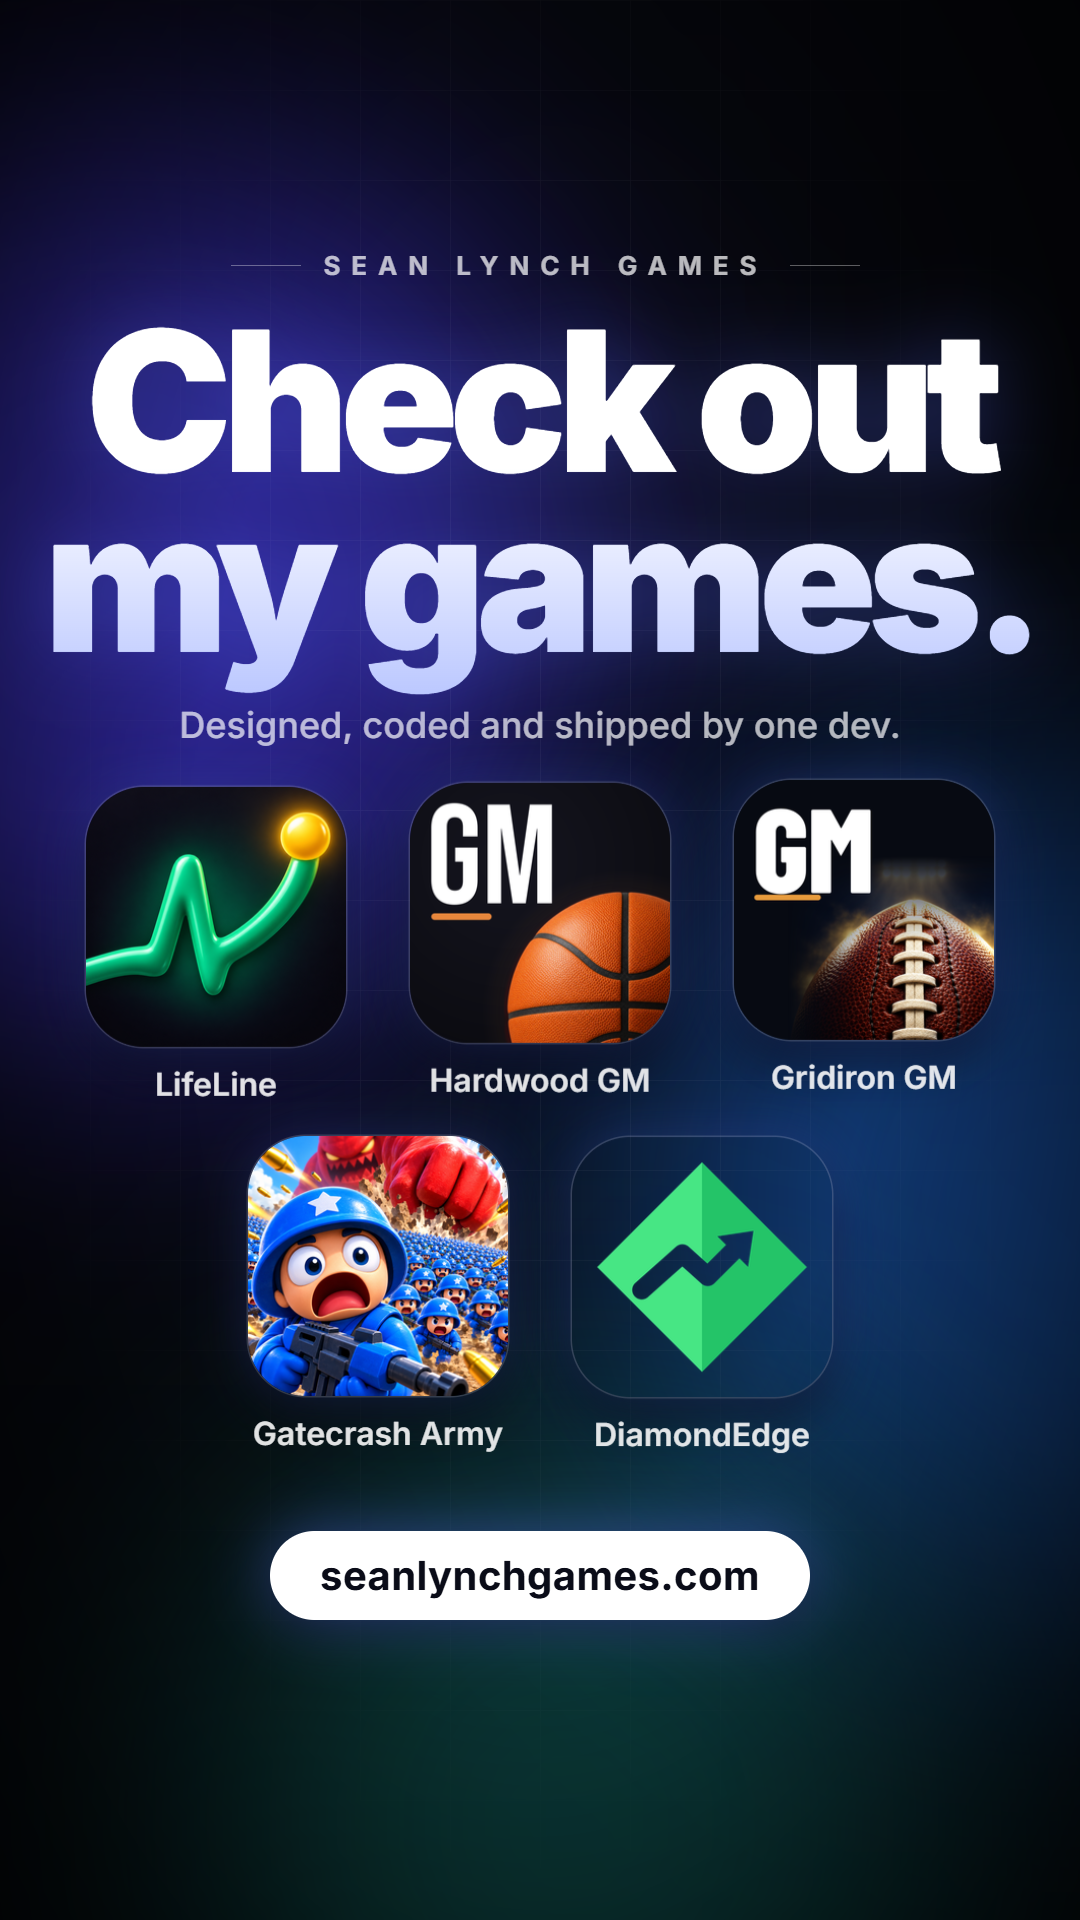 SEAN LYNCH GAMES
Check out
my games.
Designed, coded and shipped by one dev.
GM
GM
LifeLine
Hardwood GM
Gridiron GM
Gatecrash Army
DiamondEdge
seanlynchgames.com